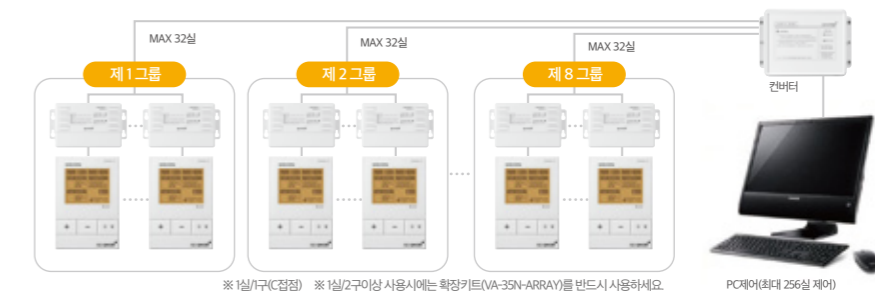 MAX 32실
MAX 32실
MAX 32실
제 1 그룹
제 2 그룹
제 8 그룹
컨버터
※ 1실/1구(C접점) ※ 1실/2구이상 사용시에는 확장키트(VA-35N-ARRAY)를 반드시 사용하세요.
PC제어(최대 256실 제어)